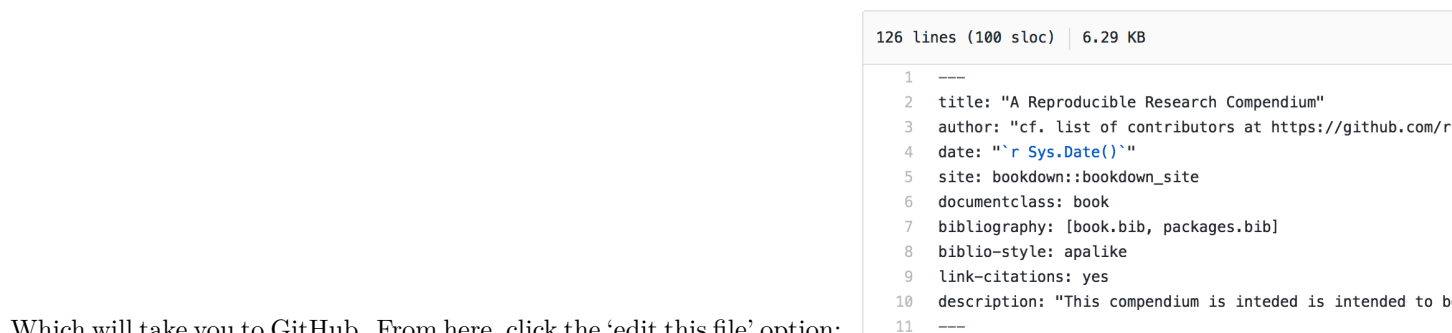 126 lines (100 sloc) 6.29 KB
1 ---
2 title: "A Reproducible Research Compendium"
3 author: "cf. list of contributors at https://github.com/r
4 date: "`r Sys.Date()`"
5 site: bookdown::bookdown_site
6 documentclass: book
7 bibliography: [book.bib, packages.bib]
8 biblio-style: apalike
9 link-citations: yes
10 description: "This compendium is inteded is intended to b
11 ---
Which will take you to GitHub. From here, click the ‘edit this file’ option: